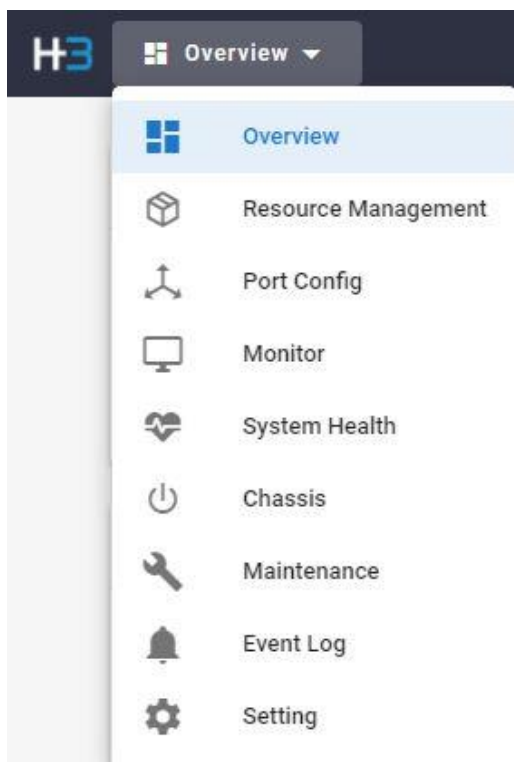 H3 Overview
Overview
Resource Management
Port Config
Monitor
System Health
Chassis
Maintenance
Event Log
Setting